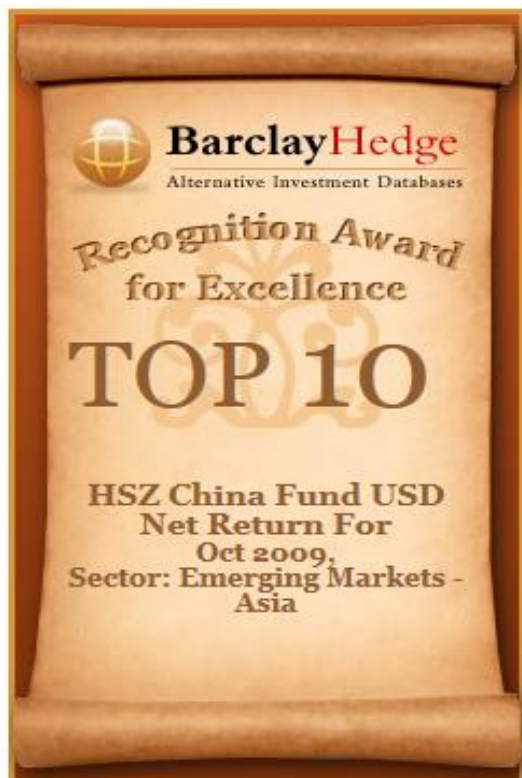 BarclayHedge
Alternative Investment Databases
Recognition Award
for Excellence
TOP 10
HSZ China Fund USD
Net Return For
Oct 2009,
Sector: Emerging Markets -
Asia